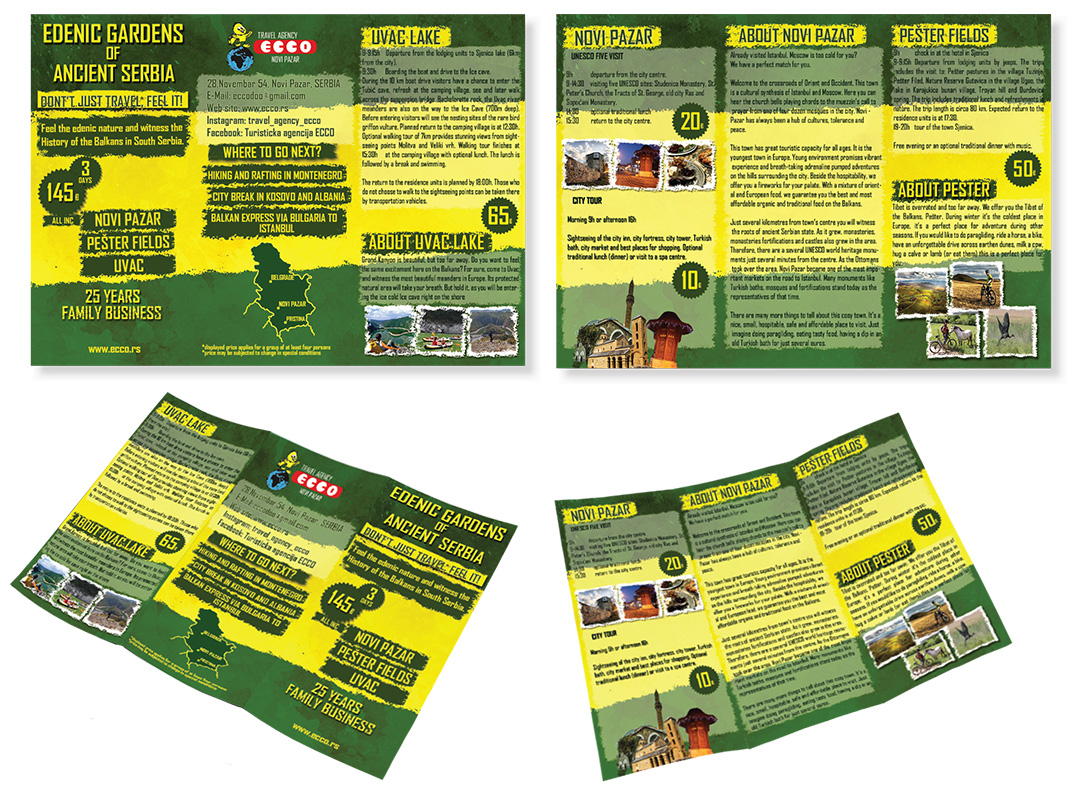 EDENIC GARDENS
OF
ANCIENT SERBIA
DON'T JUST TRAVEL; FEEL IT!
Feel the edenic nature and witness the
History of the Balkans in South Serbia.
3
DAYS
145€
ALL INC
NOVI PAZAR
PEŠTER FIELDS
UVAC
25 YEARS
FAMILY BUSINESS
www.ecco.rs
TRAVEL AGENCY
ECCO
NOVI PAZAR
28.Novembar 54, Novi Pazar, SERBIA
E-Mail: eccodoo@gmail.com
Web site: www.ecco.rs
Instagram: travel_agency_ecco
Facebook: Turisticka agencija ECCO
WHERE TO GO NEXT?
HIKING AND RAFTING IN MONTENEGRO
CITY BREAK IN KOSOVO AND ALBANIA
BALKAN EXPRESS VIA BULGARIA TO
ISTANBUL
BELGRADE
NOVI PAZAR
PRISTINA
*displayed price applies for a group of at least four persons
*price may be subjected to change in special conditions
UVAC LAKE
9-9:15h Departure from the lodging units to Sjenica lake (6km
from the city).
9:30h Boarding the boat and drive to the Ice cave.
During the 10 km boat drive visitors have a chance to enter the
Tubić cave, refresh at the camping village, see and later walk
across the suspension bridge. Bachelorette rock, the Uvac river
meanders are also on the way to the Ice Cave (700m deep).
Before entering visitors will see the nesting sites of the rare bird
griffon vulture. Planned return to the camping village is at 12:30h.
Optional walking tour of 7km provides stunning views from sight-
seeing points Molitva and Veliki vrh. Walking tour finishes at
15:30h at the camping village with optional lunch. The lunch is
followed by a break and swimming.
The return to the residence units is planned by 18:00h. Those who
do not choose to walk to the sightseeing points can be taken there
by transportation vehicles.
65€
ABOUT UVAC LAKE
Grand Kanyon is beautiful, but too far away. Do you want to feel
the same excitement here on the Balkans? For sure, come to Uvac
and witness the most beautiful meanders in Europe. Its protected
natural area will take your breath. But hold it, as you will be enter-
ing the ice cold Ice cave right on the shore
NOVI PAZAR
UNESCO FIVE VISIT
9h departure from the city centre.
9-14:30 visiting five UNESCO sites: Studenica Monastery, St.
Peter's Church, the Tracts of St. George, old city Ras and
Sopoćani Monastery.
14:30 optional traditional lunch
15:30 return to the city centre.
20€
CITY TOUR
Morning 9h or afternoon 16h
Sightseeing of the city inn, city fortress, city tower, Turkish
bath, city market and best places for shopping. Optional
traditional lunch (dinner) or visit to a spa centre.
10€
ABOUT NOVI PAZAR
Already visited Istanbul, Moscow is too cold for you?
We have a perfect match for you.
Welcome to the crossroads of Orient and Occident. This town
is a cultural synthesis of Istanbul and Moscow. Here you can
hear the church bells playing chords to the muezzin's call to
prayer from one of four dozen mosques in the city. Novi
Pazar has always been a hub of cultures, tolerance and
peace.
This town has great touristic capacity for all ages. It is the
youngest town in Europe. Young environment promises vibrant
experience and breath-taking adrenaline pumped adventures
on the hills surrounding the city. Beside the hospitability, we
offer you a fireworks for your palate. With a mixture of orient-
al and European food, we guarantee you the best and most
affordable organic and traditional food on the Balkans.
Just several kilometres from town's centre you will witness
the roots of ancient Serbian state. As it grew, monasteries
monasteries fortifications and castles also grew in the area.
Therefore, there are a several UNESCO world heritage monu-
ments just several minutes from the centre. As the Ottomans
took over the area, Novi Pazar become one of the most impo-
rtant markets on the road to Istanbul. Many monuments like
Turkish baths, mosques and fortifications stand today as the
representatives of that time.
There are many more things to tell about this cosy town. It's a
nice, small, hospitable, safe and affordable place to visit. Just
imagine doing paragliding, eating tasty food, having a dip in an
old Turkish bath for just several euros.
PEŠTER FIELDS
9h check in at the city centre.
9-9:15h Departure from lodging units by jeeps. The trip
includes the visit to: Pešter pastures in the village Tuzinje,
Pešter Filed, Nature Reserve Gutavica in the village Ugao, the
lake in Karajukića bunari village, Troyan hill and Đurđevica
spring. The trip includes traditional lunch and refreshments in
nature. The trip length is circa 80 km. Expected return to the
residence units is at 17:30.
19-20h tour of the town Sjenica.
Free evening or an optional traditional dinner with music.
50€
ABOUT PEŠTER
Tibet is overrated and too far away. We offer you the Tibet of
the Balkans, Pešter. During winter it's the coldest place in
Europe, it's a perfect place for adventure during other
seasons. If you would like to do paragliding, ride a horse, a bike,
have an unforgettable drive across earthen dunes, milk a cow,
hug a calve or lamb (or eat them) this is a perfect place for